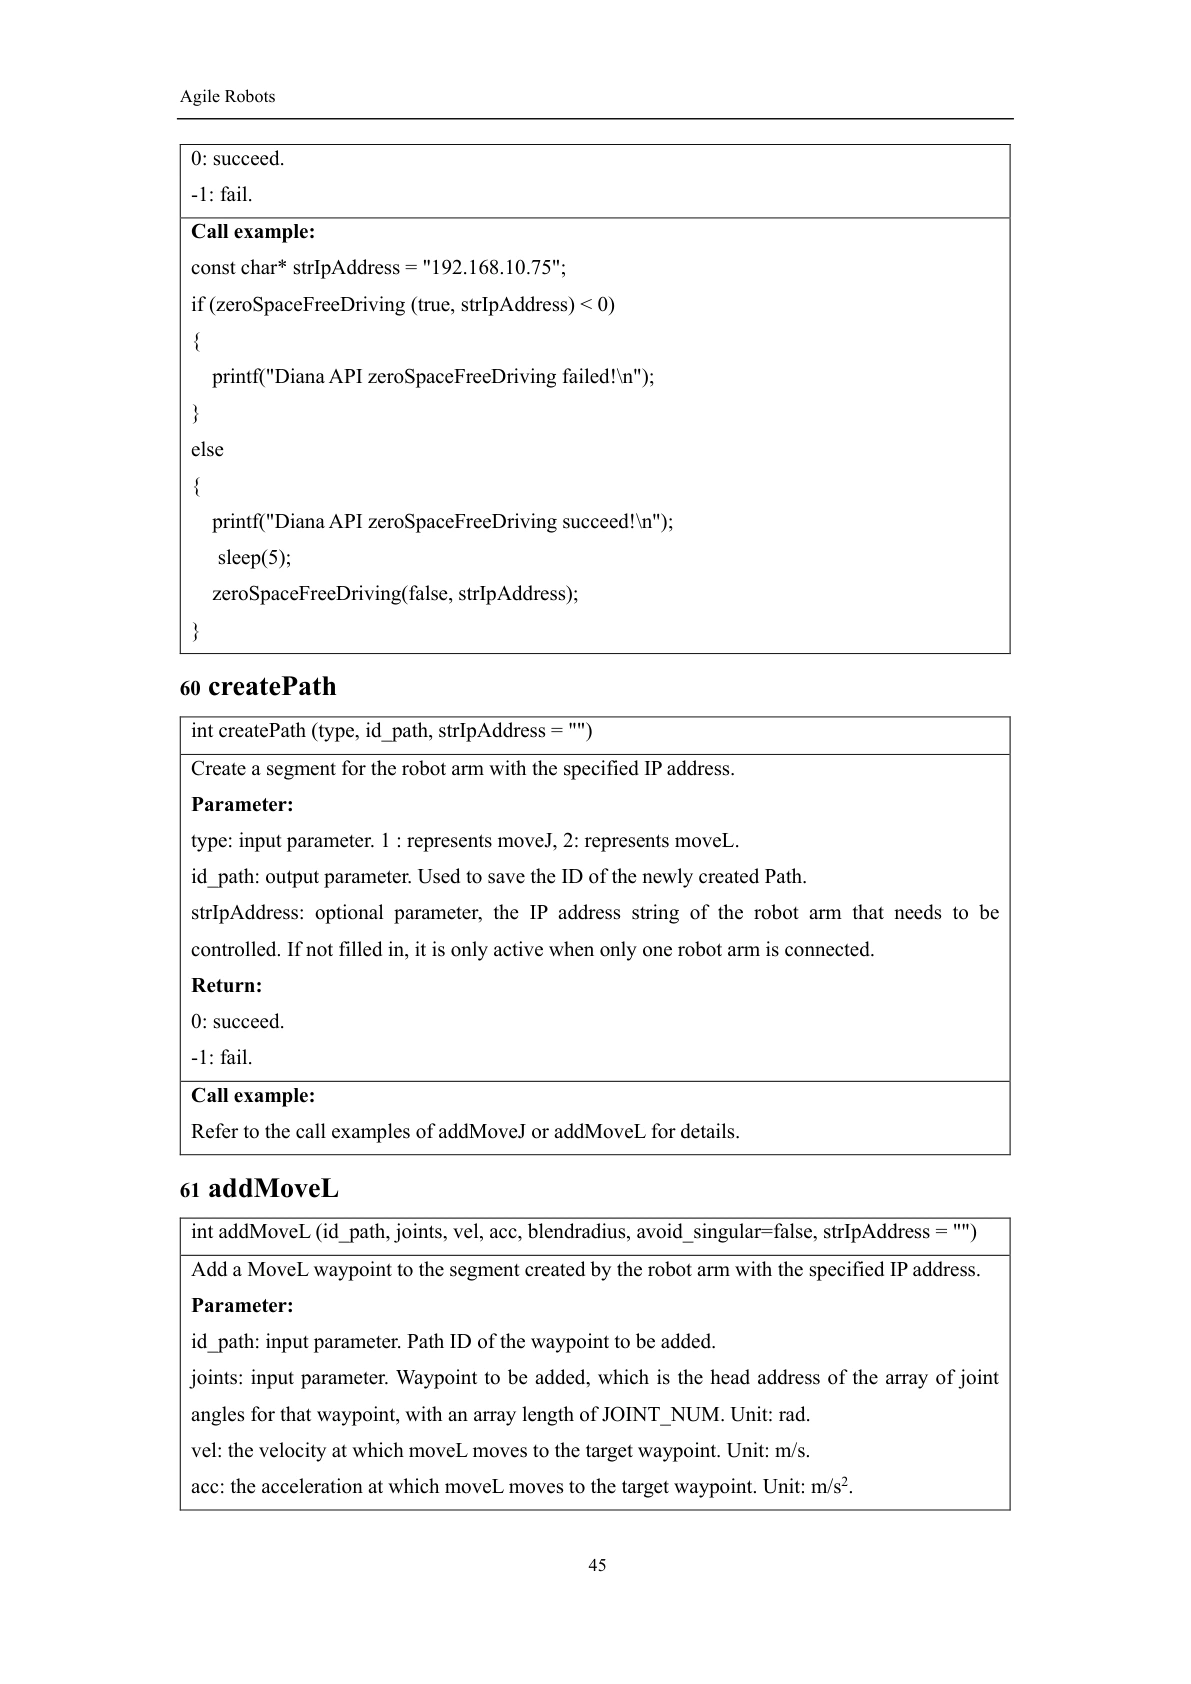 Agile Robots
0: succeed.
-1: fail.
Call example:
const char* strIpAddress = "192.168.10.75";
if (zeroSpaceFreeDriving (true, strIpAddress) < 0)
{
printf("Diana API zeroSpaceFreeDriving failed!\n");
}
else
{
printf("Diana API zeroSpaceFreeDriving succeed!\n");
sleep(5);
zeroSpaceFreeDriving(false, strIpAddress);
}
60 createPath
int createPath (type, id_path, strIpAddress = "")
Create a segment for the robot arm with the specified IP address.
Parameter:
type: input parameter. 1 : represents moveJ, 2: represents moveL.
id_path: output parameter. Used to save the ID of the newly created Path.
strIpAddress: optional parameter, the IP address string of the robot arm that needs to be
controlled. If not filled in, it is only active when only one robot arm is connected.
Return:
0: succeed.
-1: fail.
Call example:
Refer to the call examples of addMoveJ or addMoveL for details.
61 addMoveL
int addMoveL (id_path, joints, vel, acc, blendradius, avoid_singular=false, strIpAddress = "")
Add a MoveL waypoint to the segment created by the robot arm with the specified IP address.
Parameter:
id_path: input parameter. Path ID of the waypoint to be added.
joints: input parameter. Waypoint to be added, which is the head address of the array of joint
angles for that waypoint, with an array length of JOINT_NUM. Unit: rad.
vel: the velocity at which moveL moves to the target waypoint. Unit: m/s.
acc: the acceleration at which moveL moves to the target waypoint. Unit: m/s².
45